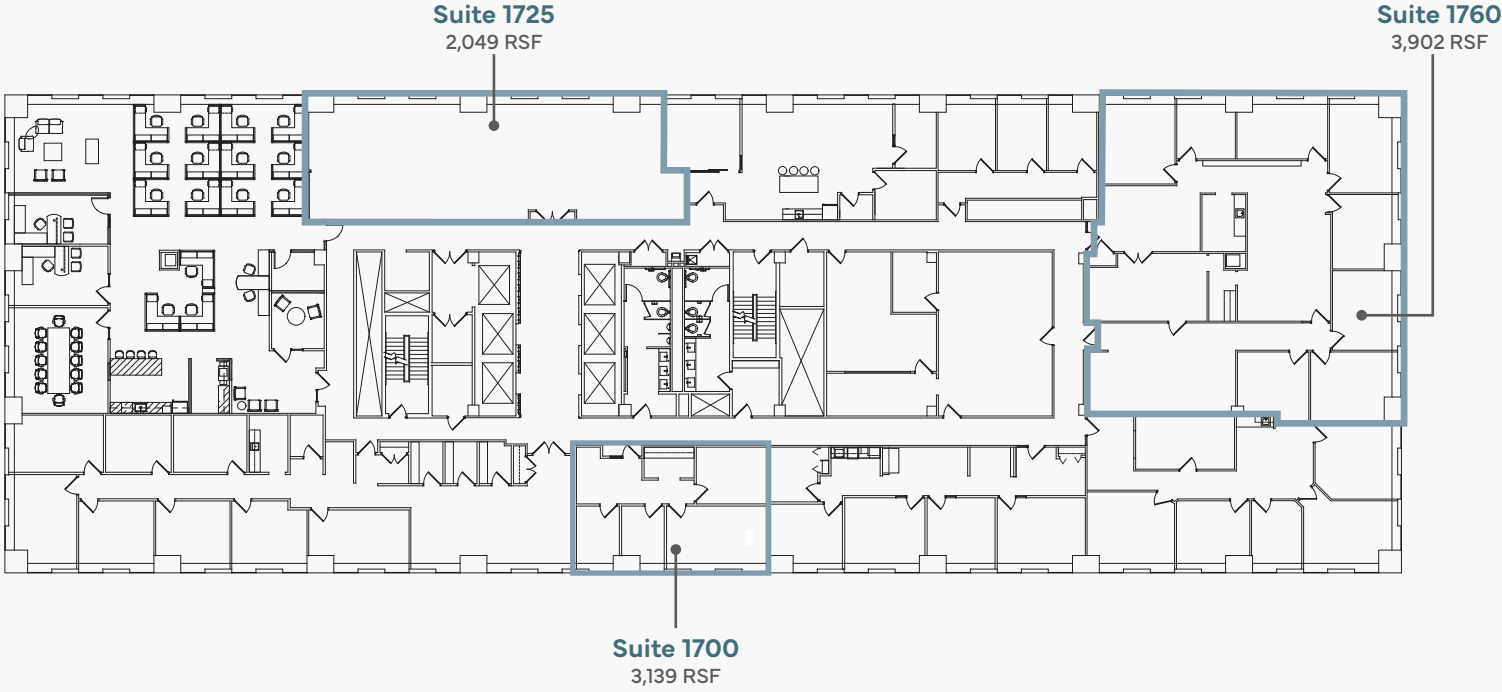 Suite 1725
2,049 RSF
Suite 1760
3,902 RSF
Suite 1700
3,139 RSF